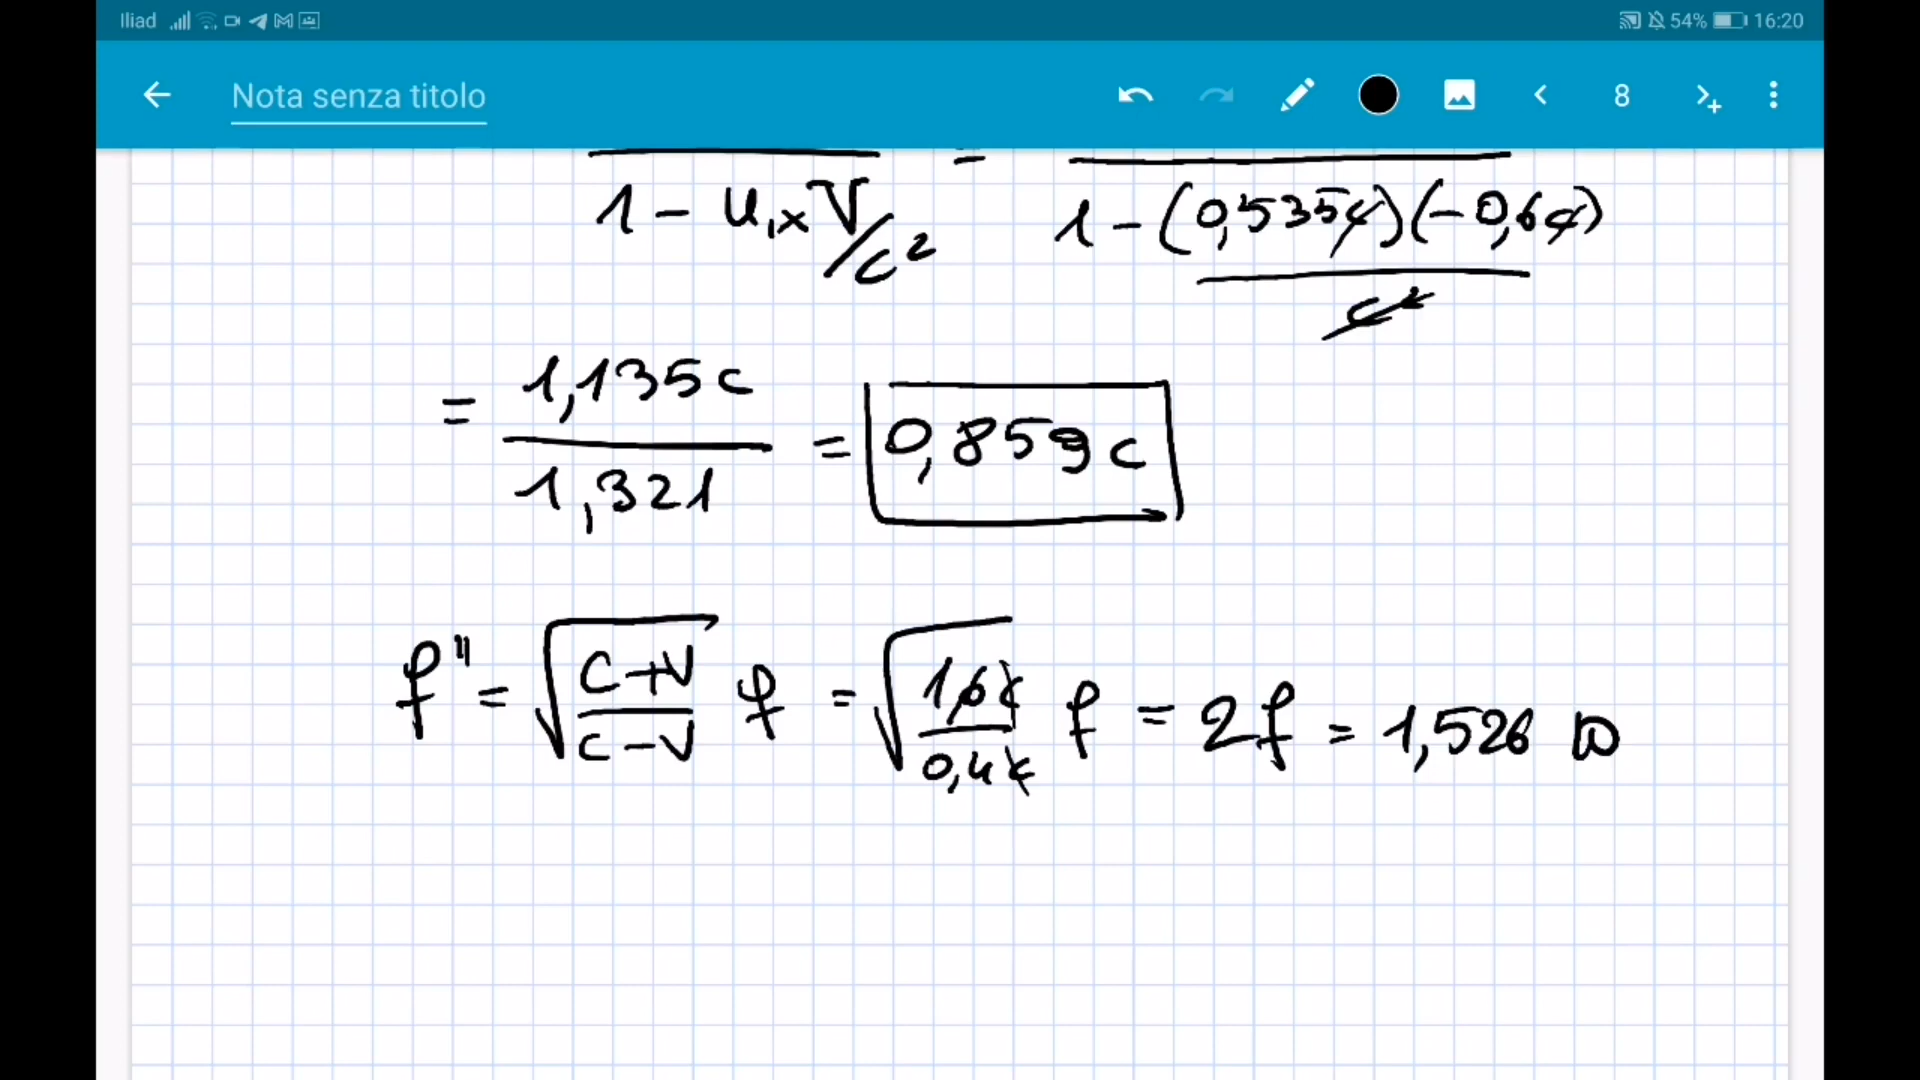 Iliad 54% 16:20
Nota senza titolo 8
1 - u₁ₓV/c² = 1 - (0,535c)(-0,6c)/c²
= 1,135c/1,321 = 0,859c
f" = √((C+V)/(C-V)) f = √(1,6c/0,4c) f = 2f = 1,526